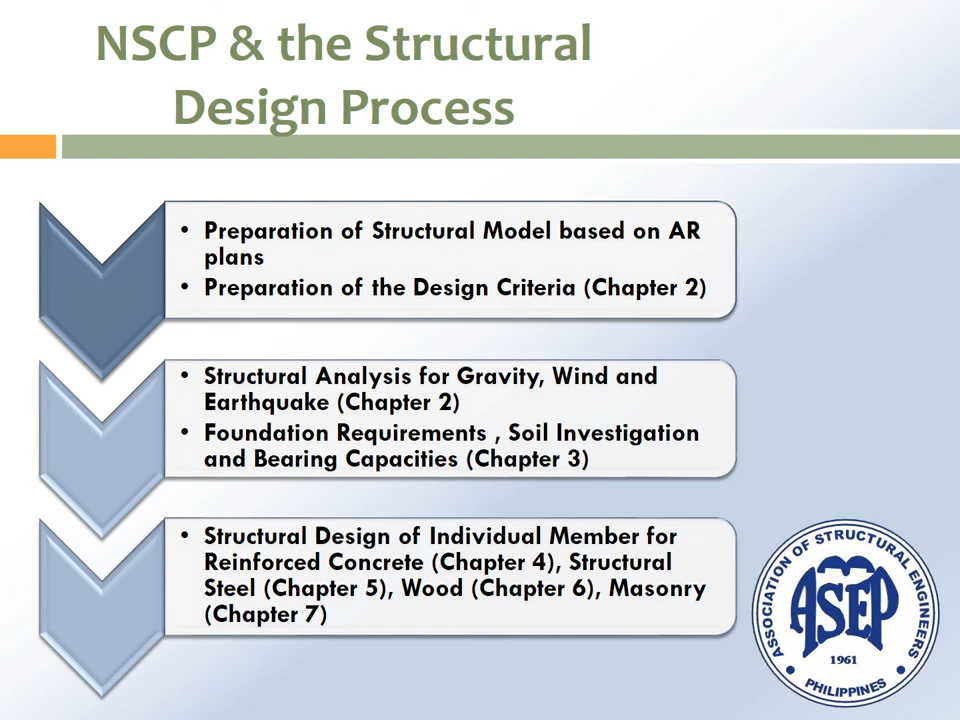 NSCP & the Structural
Design Process
• Preparation of Structural Model based on AR
plans
• Preparation of the Design Criteria (Chapter 2)
• Structural Analysis for Gravity, Wind and
Earthquake (Chapter 2)
• Foundation Requirements , Soil Investigation
and Bearing Capacities (Chapter 3)
• Structural Design of Individual Member for
Reinforced Concrete (Chapter 4), Structural
Steel (Chapter 5), Wood (Chapter 6), Masonry
(Chapter 7)
ASSOCIATION OF STRUCTURAL ENGINEERS
ASEP
1961
PHILIPPINES